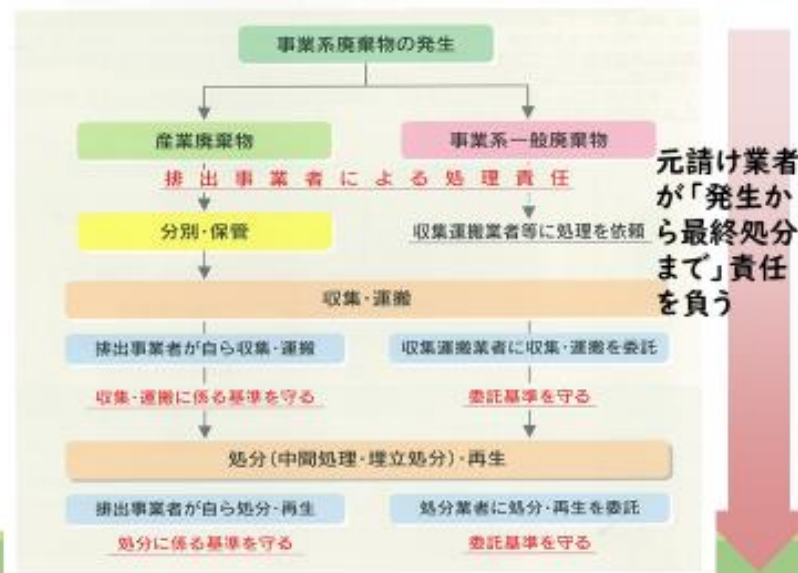 事業系廃棄物の発生
産業廃棄物
事業系一般廃棄物
排出事業者による処理責任
分別・保管
収集運搬業者等に処理を依頼
収集・運搬
排出事業者が自ら収集・運搬
収集運搬業者に収集・運搬を委託
収集・運搬に係る基準を守る
委託基準を守る
処分(中間処理・埋立処分)・再生
排出事業者が自ら処分・再生
処分業者に処分・再生を委託
処分に係る基準を守る
委託基準を守る
元請け業者
が「発生か
ら最終処分
まで」責任
を負う